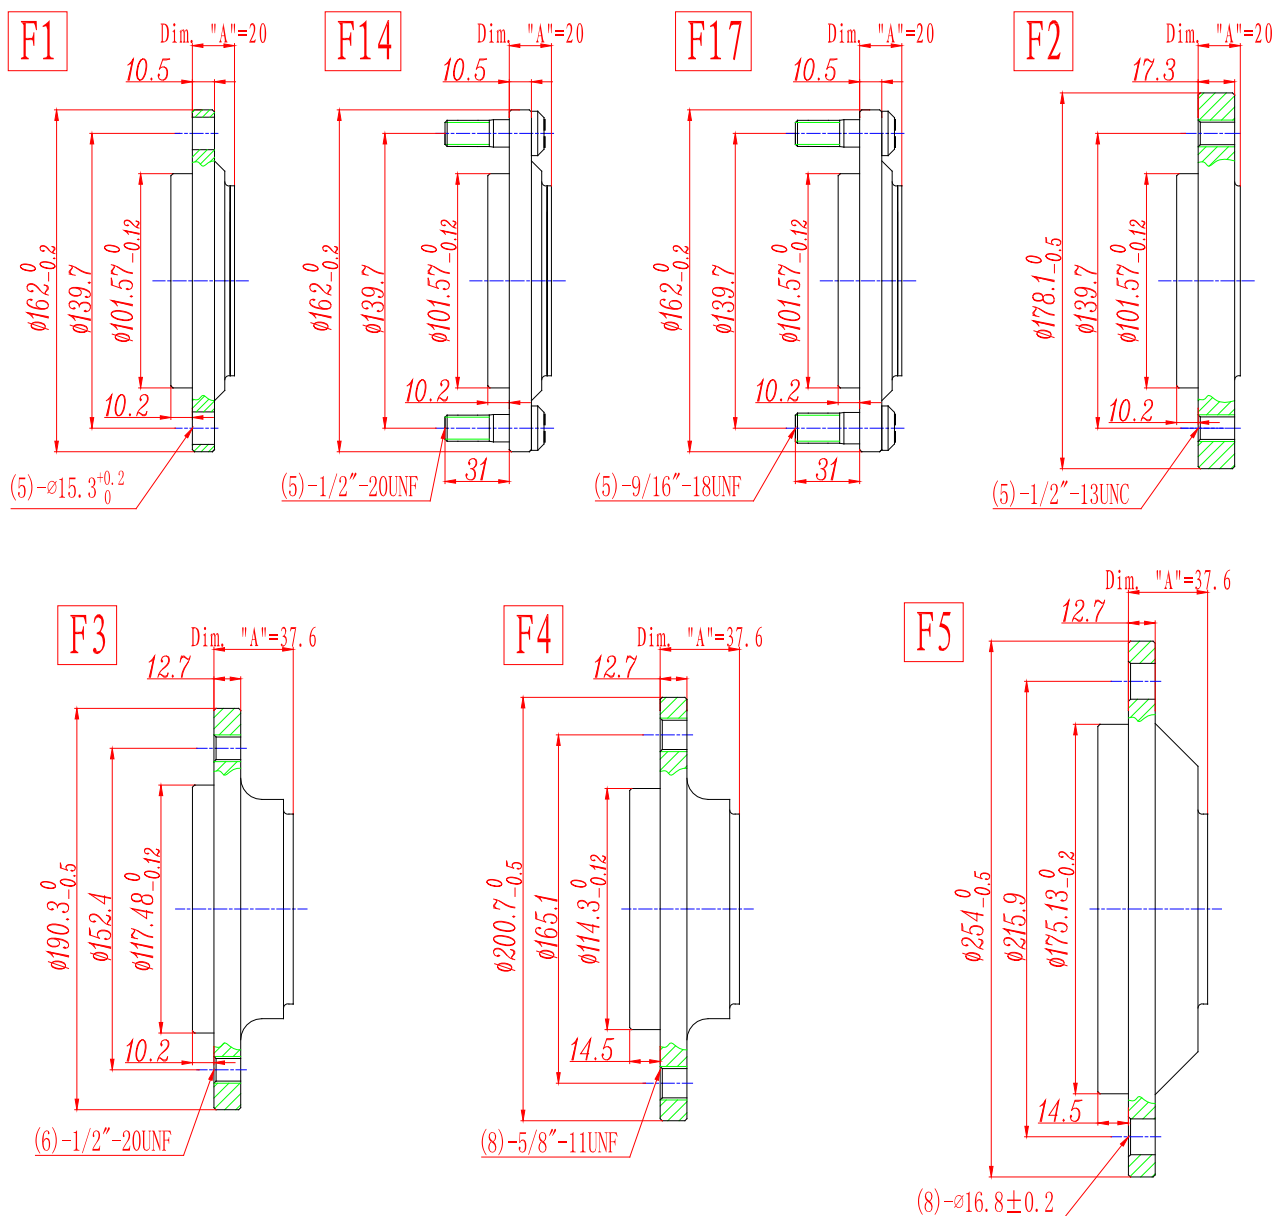 F1
Dim. "A"=20
10.5
ø162 0 -0.2
ø139.7
ø101.57 0 -0.12
10.2
(5)-ø15.3 +0.2 0
F14
Dim. "A"=20
10.5
ø162 0 -0.2
ø139.7
ø101.57 0 -0.12
10.2
31
(5)-1/2"-20UNF
F17
Dim. "A"=20
10.5
ø162 0 -0.2
ø139.7
ø101.57 0 -0.12
10.2
31
(5)-9/16"-18UNF
F2
Dim. "A"=20
17.3
ø178.1 0 -0.5
ø139.7
ø101.57 0 -0.12
10.2
(5)-1/2"-13UNC
F3
Dim. "A"=37.6
12.7
ø190.3 0 -0.5
ø152.4
ø117.48 0 -0.12
10.2
(6)-1/2"-20UNF
F4
Dim. "A"=37.6
12.7
ø200.7 0 -0.5
ø165.1
ø114.3 0 -0.12
14.5
(8)-5/8"-11UNF
F5
Dim. "A"=37.6
12.7
ø254 0 -0.5
ø215.9
ø175.13 0 -0.2
14.5
(8)-ø16.8±0.2